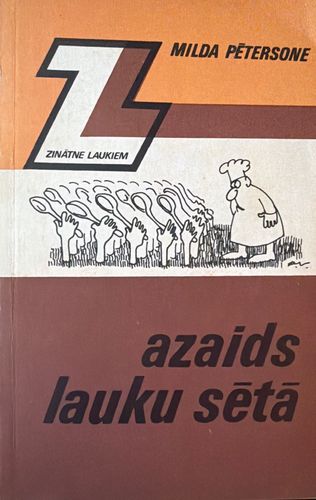 MILDA PĒTERSONE
Z
ZINĀTNE LAUKIEM
azaids
lauku sētā